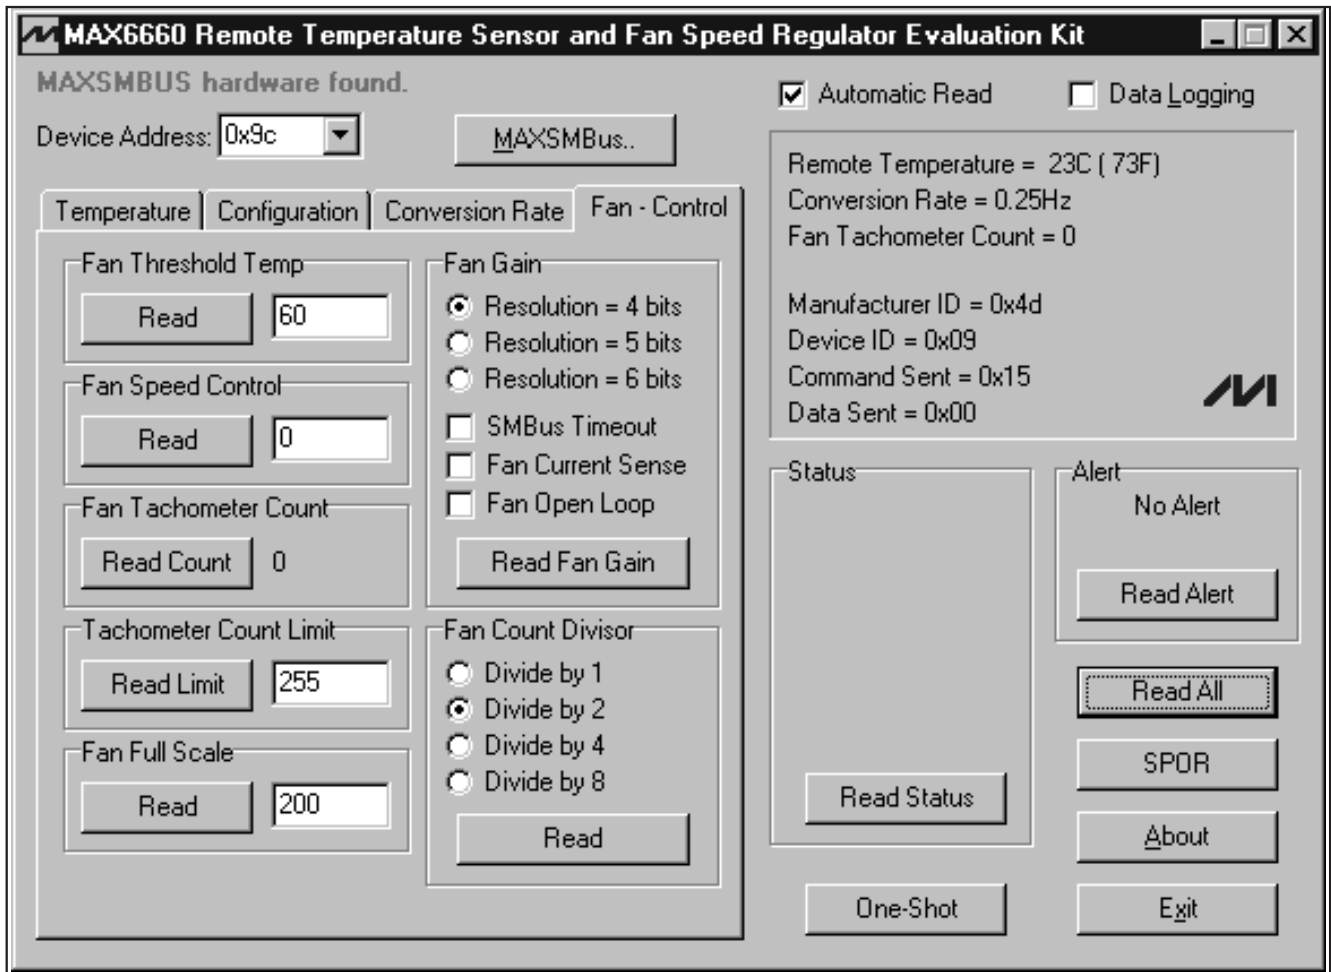 MAX6660 Remote Temperature Sensor and Fan Speed Regulator Evaluation Kit
MAXSMBUS hardware found.
Device Address: 0x9c
MAXSMBus..
Automatic Read
Data Logging
Temperature
Configuration
Conversion Rate
Fan - Control
Fan Threshold Temp
Read
60
Fan Speed Control
Read
0
Fan Tachometer Count
Read Count
0
Tachometer Count Limit
Read Limit
255
Fan Full Scale
Read
200
Fan Gain
Resolution = 4 bits
Resolution = 5 bits
Resolution = 6 bits
SMBus Timeout
Fan Current Sense
Fan Open Loop
Read Fan Gain
Fan Count Divisor
Divide by 1
Divide by 2
Divide by 4
Divide by 8
Read
Remote Temperature = 23C ( 73F)
Conversion Rate = 0.25Hz
Fan Tachometer Count = 0
Manufacturer ID = 0x4d
Device ID = 0x09
Command Sent = 0x15
Data Sent = 0x00
Status
Read Status
Alert
No Alert
Read Alert
Read All
SPOR
About
One-Shot
Exit